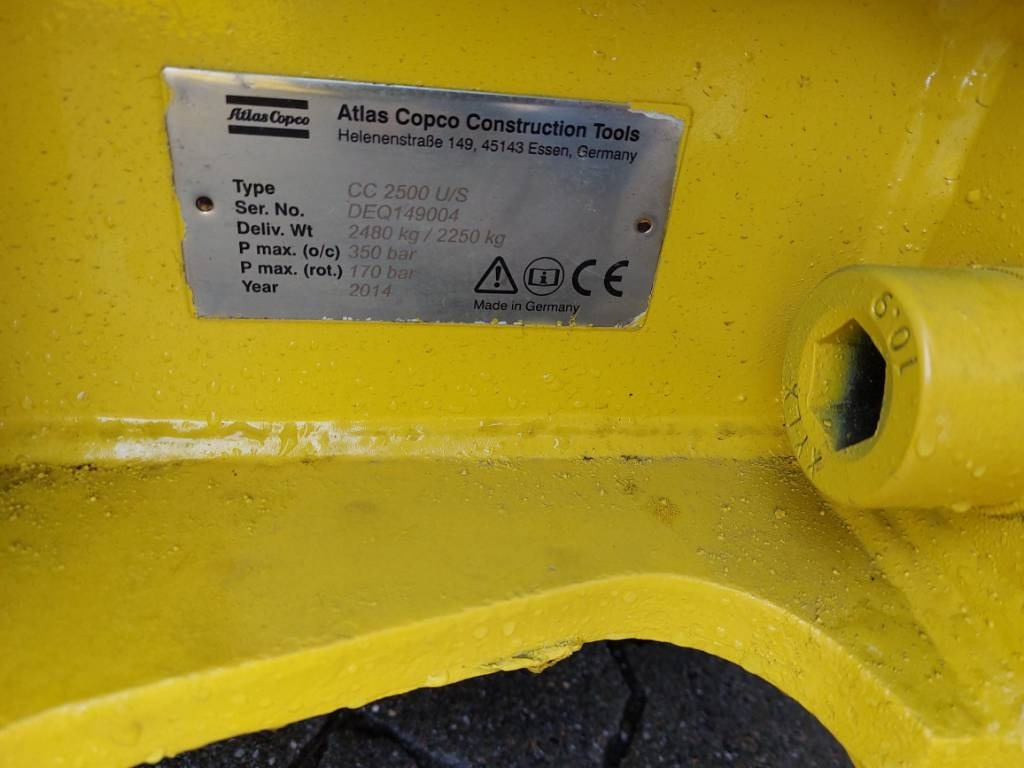 Atlas Copco
Atlas Copco Construction Tools
Helenenstraße 149, 45143 Essen, Germany
Type CC 2500 U/S
Ser. No. DEQ149004
Deliv. Wt 2480 kg / 2250 kg
P max. (o/c) 350 bar
P max. (rot.) 170 bar
Year 2014
CE
Made in Germany
10.9